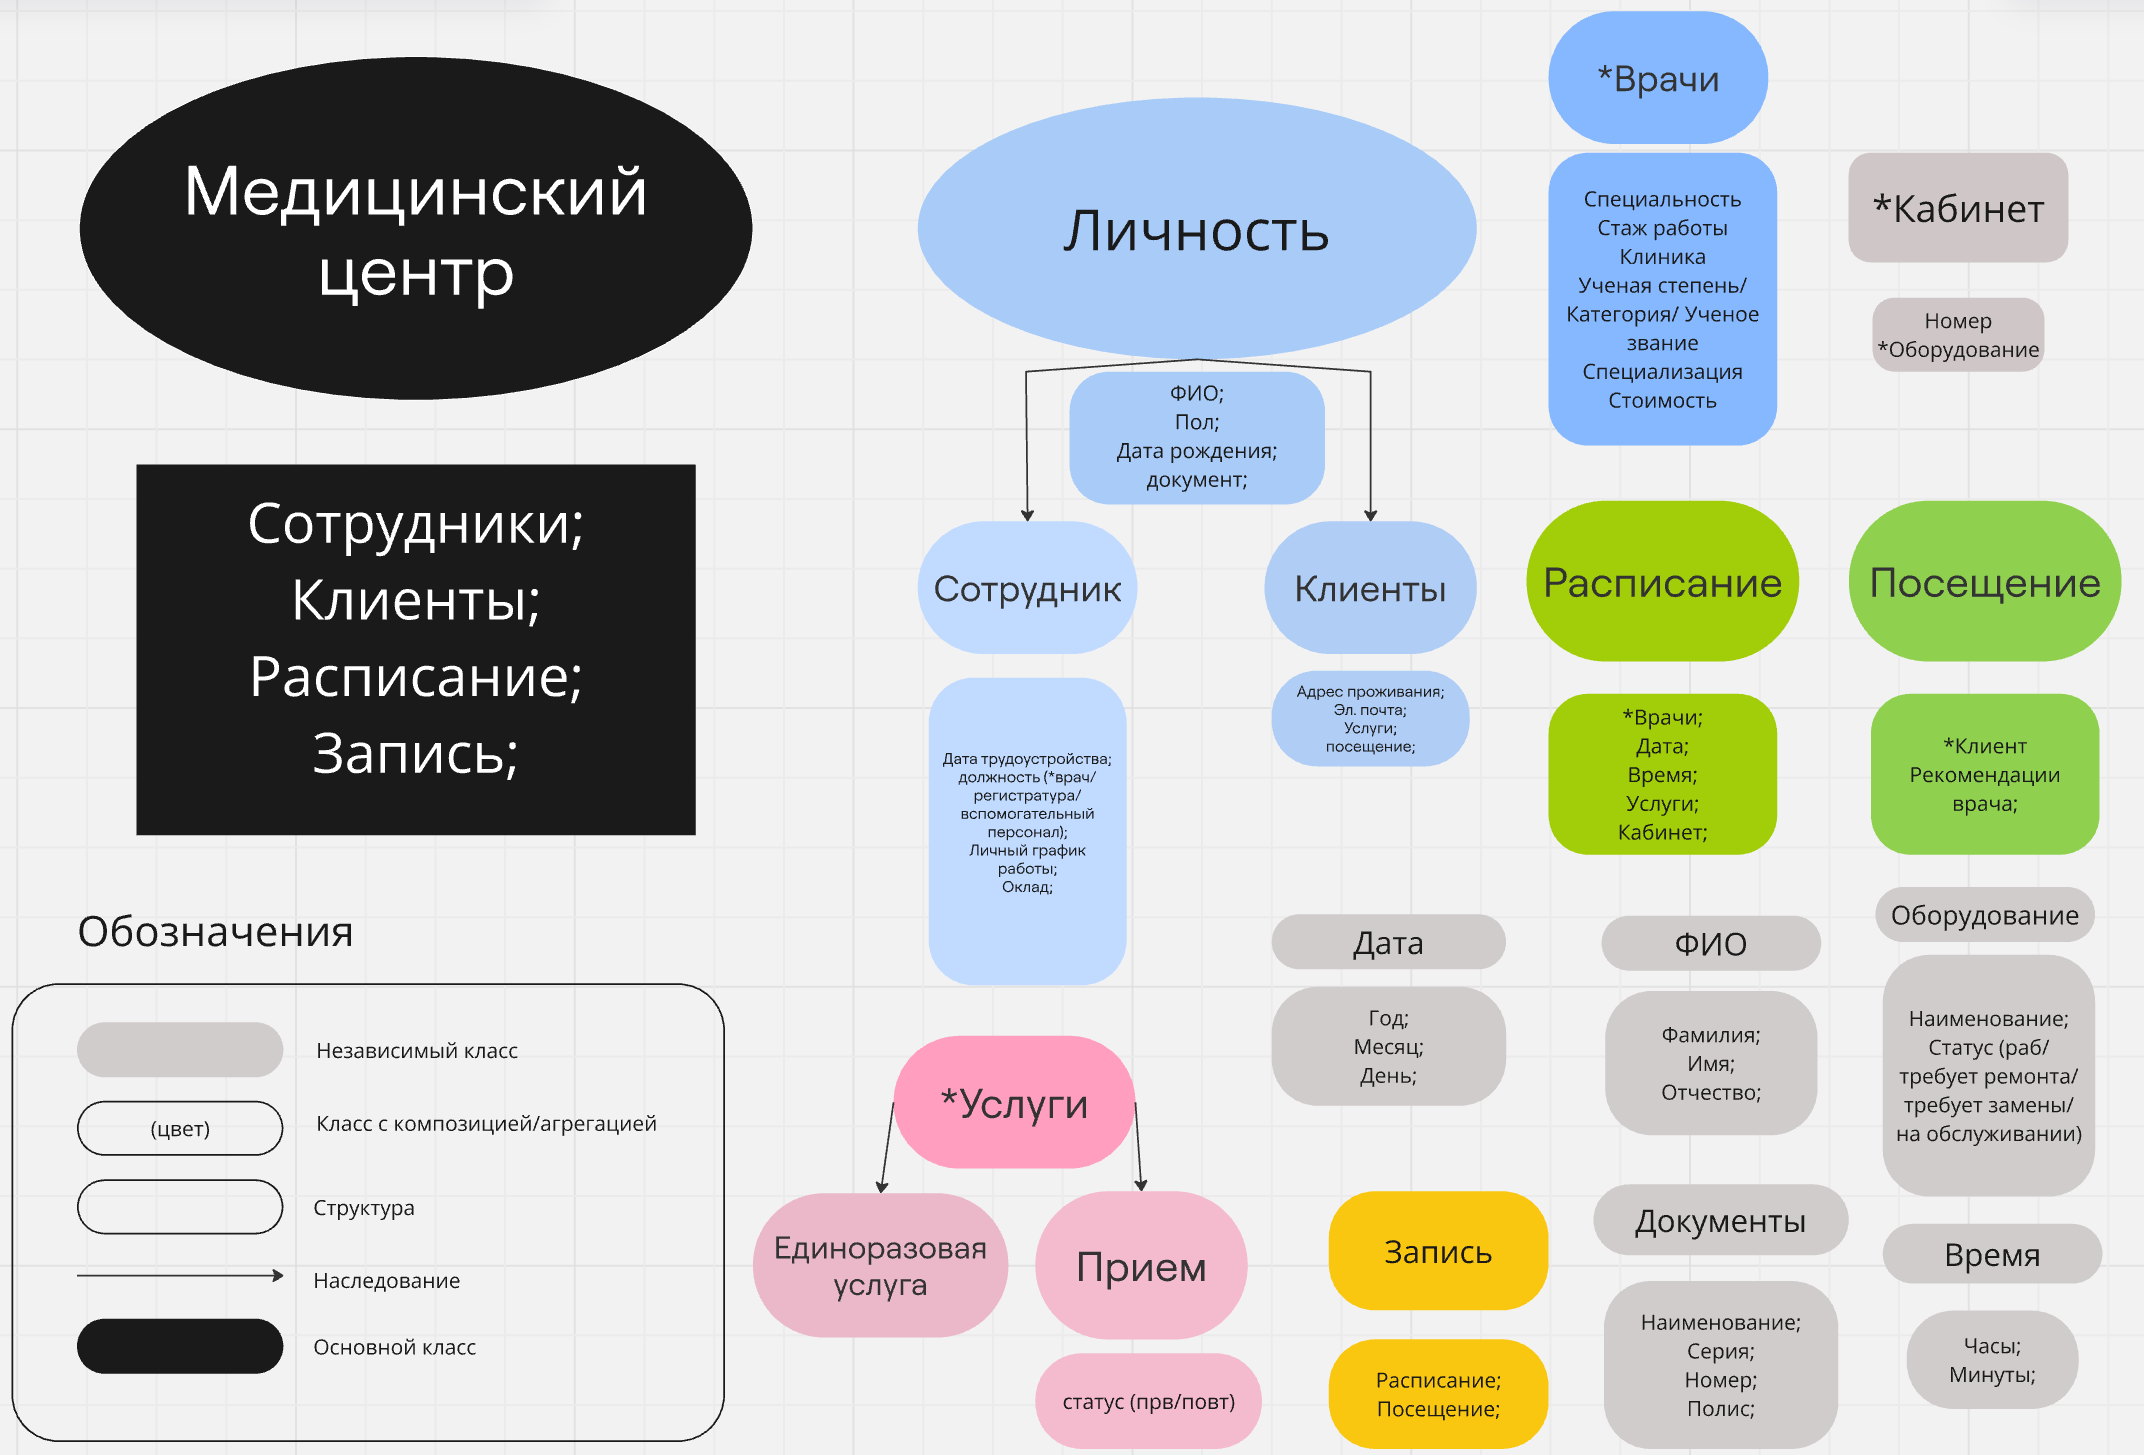 Медицинский
центр
Сотрудники;
Клиенты;
Расписание;
Запись;
Обозначения
Независимый класс
(цвет)
Класс с композицией/агрегацией
Структура
Наследование
Основной класс
Личность
ФИО;
Пол;
Дата рождения;
документ;
Сотрудник
Дата трудоустройства;
должность (*врач/
регистратура/
вспомогательный
персонал);
Личный график
работы;
Оклад;
Клиенты
Адрес проживания;
Эл. почта;
Услуги;
посещение;
*Врачи
Специальность
Стаж работы
Клиника
Ученая степень/
Категория/ Ученое
звание
Специализация
Стоимость
*Кабинет
Номер
*Оборудование
Расписание
*Врачи;
Дата;
Время;
Услуги;
Кабинет;
Посещение
*Клиент
Рекомендации
врача;
*Услуги
Единоразовая
услуга
Прием
статус (прв/повт)
Дата
Год;
Месяц;
День;
ФИО
Фамилия;
Имя;
Отчество;
Оборудование
Наименование;
Статус (раб/
требует ремонта/
требует замены/
на обслуживании)
Запись
Расписание;
Посещение;
Документы
Наименование;
Серия;
Номер;
Полис;
Время
Часы;
Минуты;